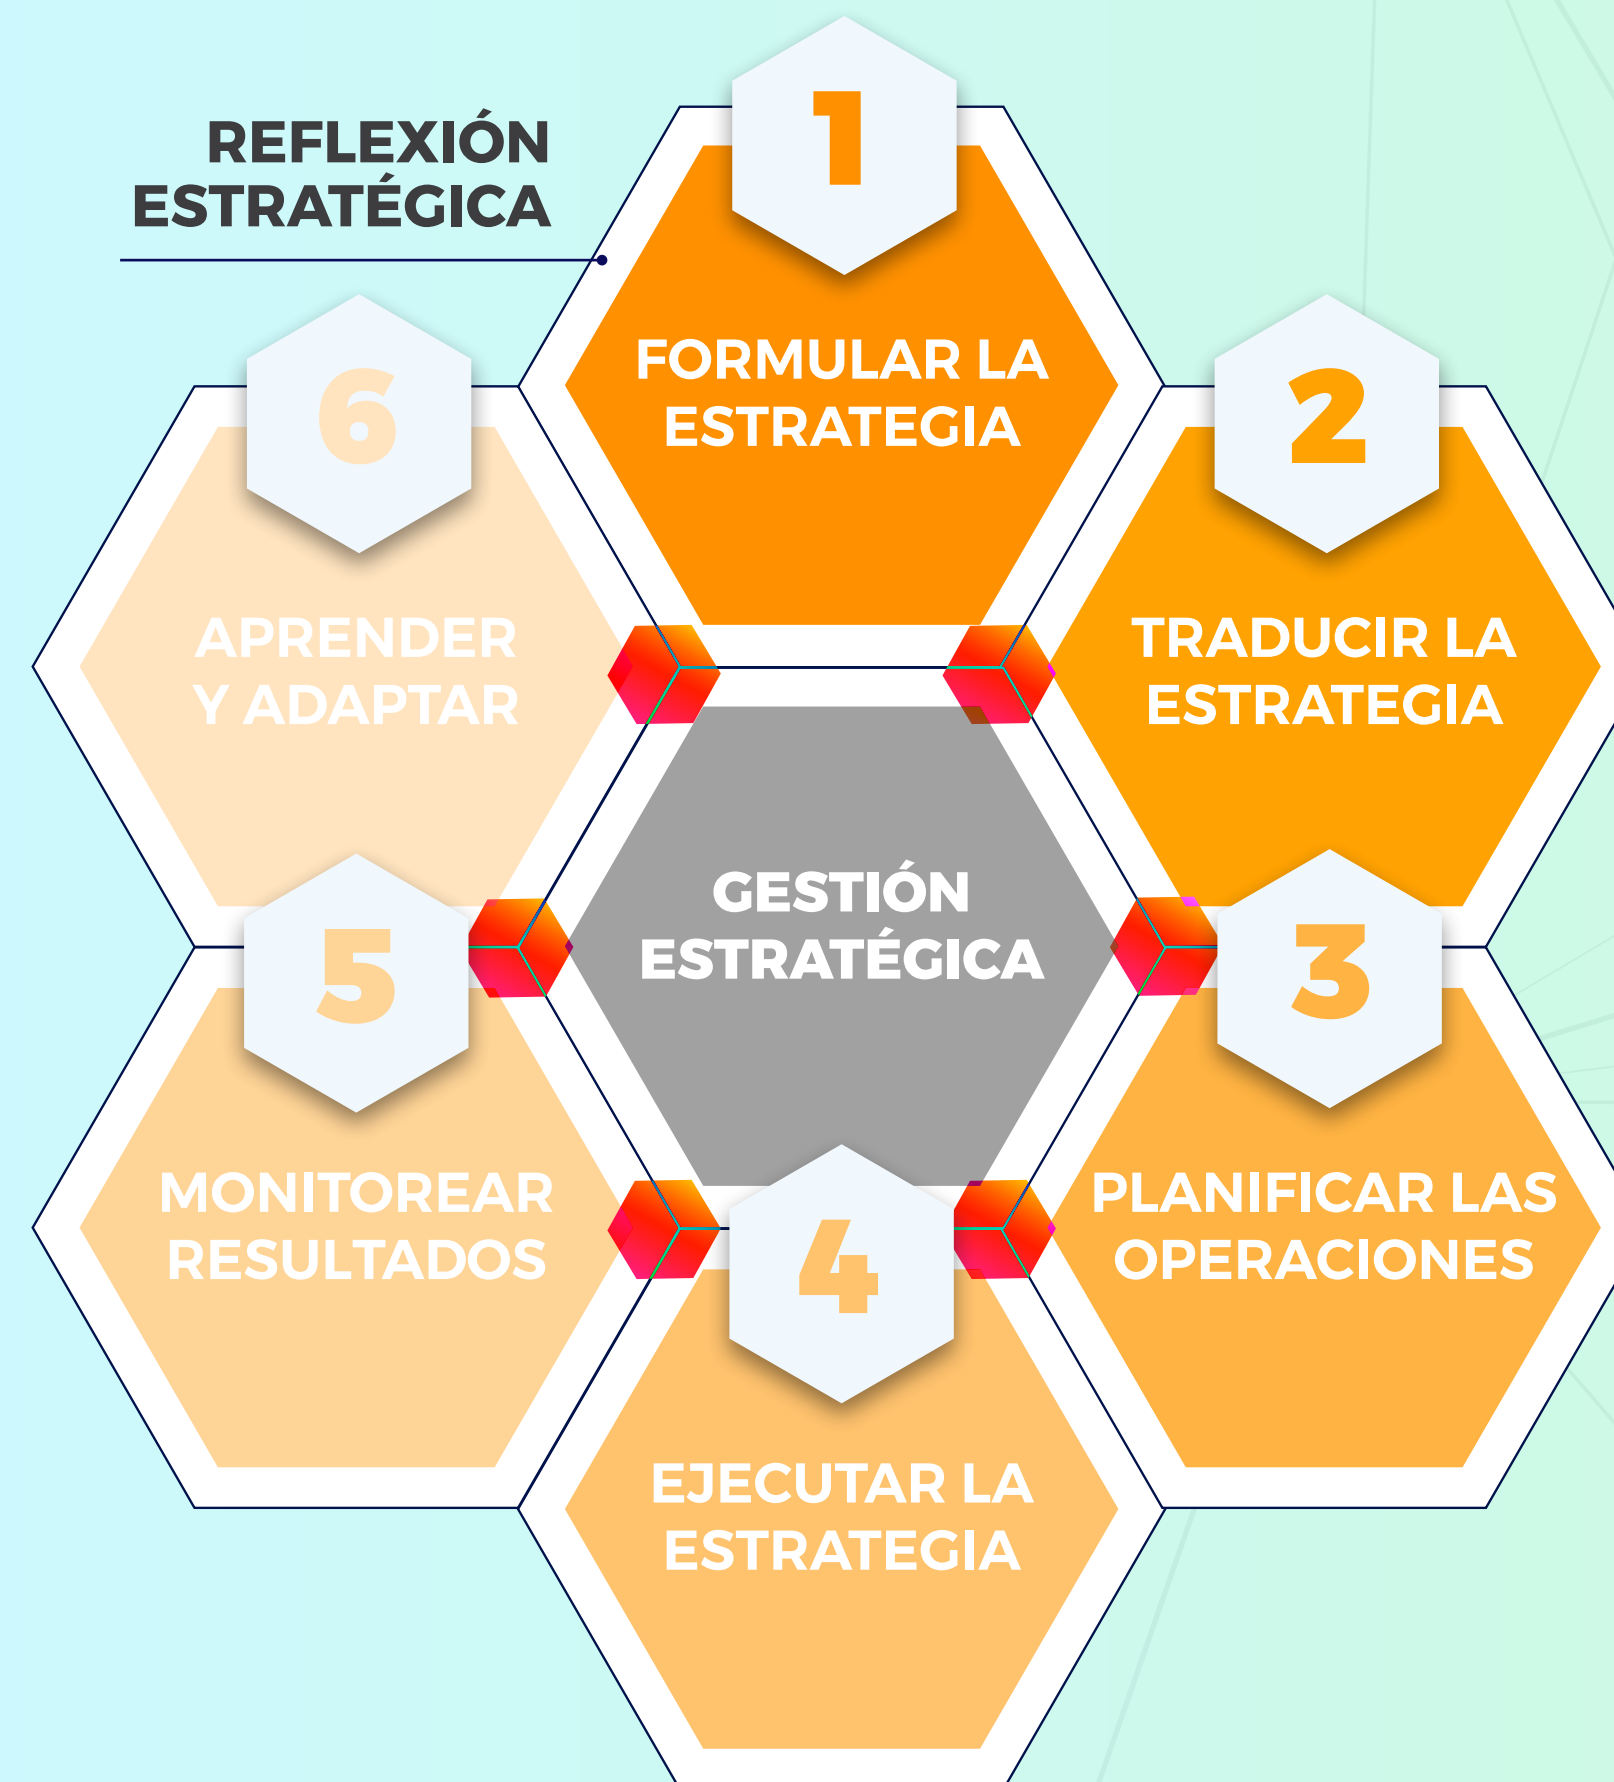 REFLEXIÓN
ESTRATÉGICA
1
FORMULAR LA
ESTRATEGIA
2
TRADUCIR LA
ESTRATEGIA
3
PLANIFICAR LAS
OPERACIONES
4
EJECUTAR LA
ESTRATEGIA
5
MONITOREAR
RESULTADOS
6
APRENDER
Y ADAPTAR
GESTIÓN
ESTRATÉGICA